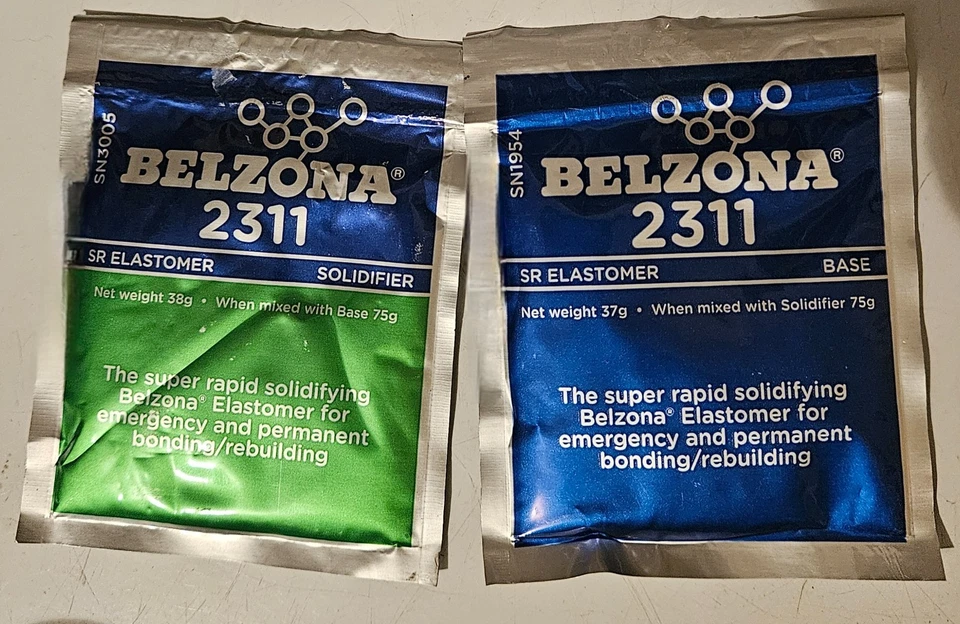 SN3005
BELZONA®
2311
SR ELASTOMER SOLIDIFIER
Net weight 38g • When mixed with Base 75g
The super rapid solidifying
Belzona® Elastomer for
emergency and permanent
bonding/rebuilding
SN1954
BELZONA®
2311
SR ELASTOMER BASE
Net weight 37g • When mixed with Solidifier 75g
The super rapid solidifying
Belzona® Elastomer for
emergency and permanent
bonding/rebuilding